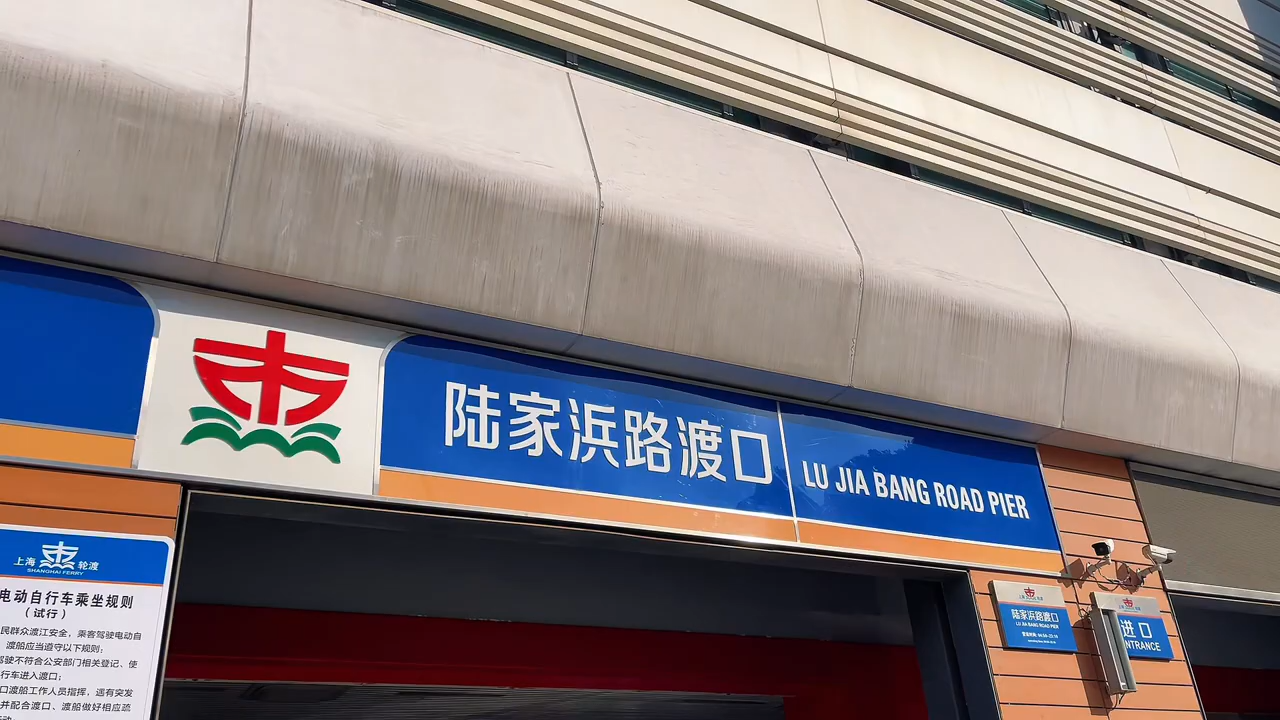 陆家浜路渡口
LU JIA BANG ROAD PIER
上海 轮渡
SHANGHAI FERRY
电动自行车乘坐规则
（试行）
民群众渡江安全，乘客驾驶电动自
渡船应当遵守以下规则：
驾驶不符合公安部门相关登记、使
行车进入渡口；
口渡船工作人员指挥，遇有突发
并配合渡口、渡船做好相应疏
陆家浜路渡口
LU JIA BANG ROAD PIER
进口
ENTRANCE